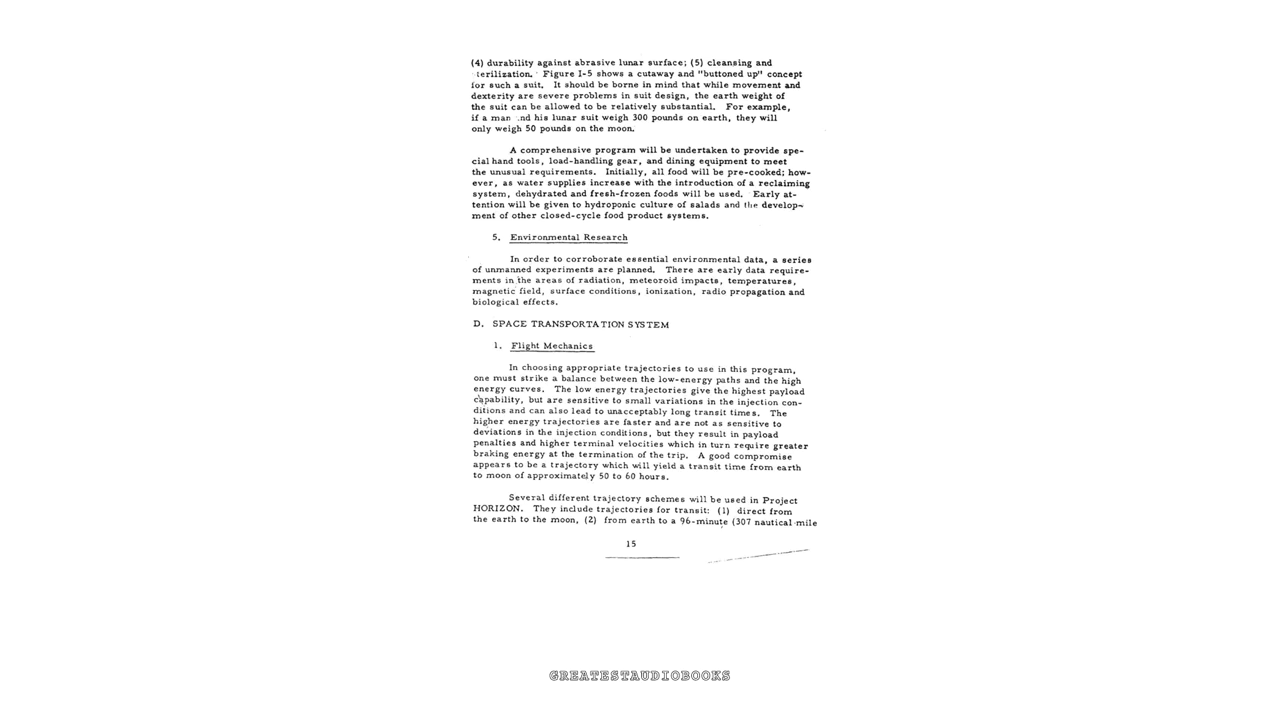 (4) durability against abrasive lunar surface; (5) cleansing and
terilization. Figure I-5 shows a cutaway and "buttoned up" concept
for such a suit. It should be borne in mind that while movement and
dexterity are severe problems in suit design, the earth weight of
the suit can be allowed to be relatively substantial. For example,
if a man nd his lunar suit weigh 300 pounds on earth, they will
only weigh 50 pounds on the moon.
A comprehensive program will be undertaken to provide spe-
cial hand tools, load-handling gear, and dining equipment to meet
the unusual requirements. Initially, all food will be pre-cooked; how-
ever, as water supplies increase with the introduction of a reclaiming
system, dehydrated and fresh-frozen foods will be used. Early at-
tention will be given to hydroponic culture of salads and the develop-
ment of other closed-cycle food product systems.
5. Environmental Research
In order to corroborate essential environmental data, a series
of unmanned experiments are planned. There are early data require-
ments in the areas of radiation, meteoroid impacts, temperatures,
magnetic field, surface conditions, ionization, radio propagation and
biological effects.
D. SPACE TRANSPORTATION SYSTEM
1. Flight Mechanics
In choosing appropriate trajectories to use in this program,
one must strike a balance between the low-energy paths and the high
energy curves. The low energy trajectories give the highest payload
capability, but are sensitive to small variations in the injection con-
ditions and can also lead to unacceptably long transit times. The
higher energy trajectories are faster and are not as sensitive to
deviations in the injection conditions, but they result in payload
penalties and higher terminal velocities which in turn require greater
braking energy at the termination of the trip. A good compromise
appears to be a trajectory which will yield a transit time from earth
to moon of approximately 50 to 60 hours.
Several different trajectory schemes will be used in Project
HORIZON. They include trajectories for transit: (1) direct from
the earth to the moon, (2) from earth to a 96-minute (307 nautical mile
15
GREATESTAUDIOBOOKS